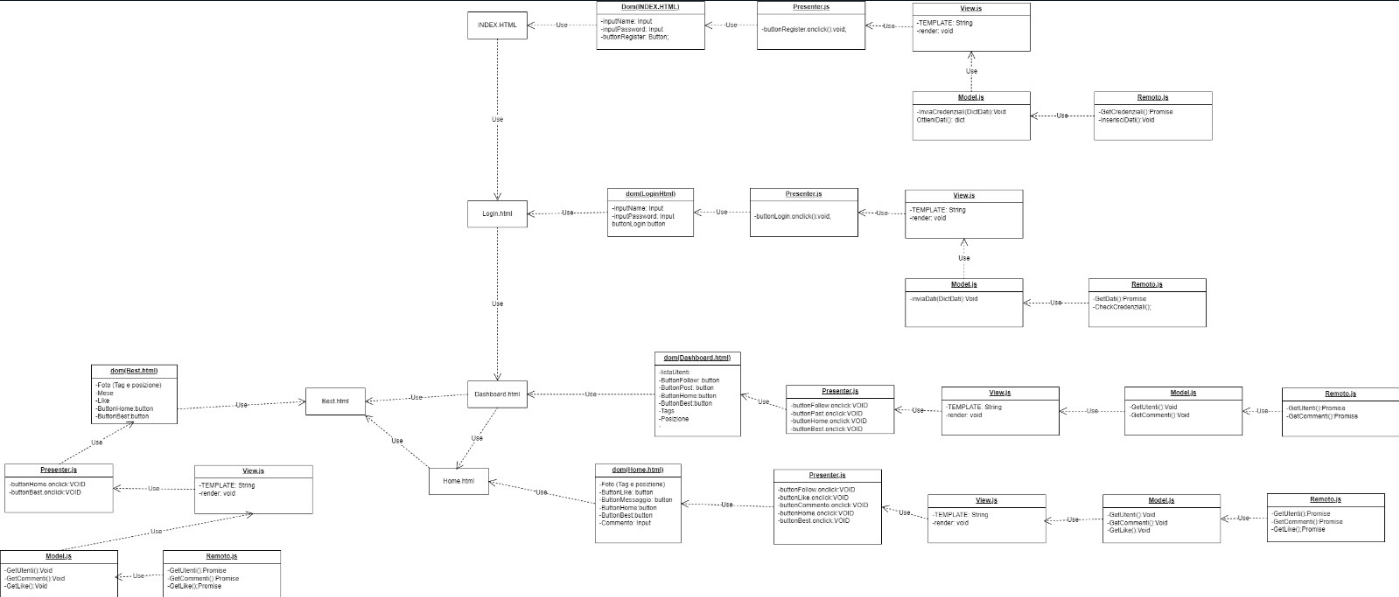 INDEX.HTML
Use
Dom(INDEX.HTML)
-inputName: Input
-inputPassword: Input
-buttonRegister: Button;
Use
Presenter.js
-buttonRegister.onclick():void;
Use
View.js
-TEMPLATE: String
-render: void
Use
Model.js
-InviaCredenziali(DictDati):Void
OttieniDati(): dict
Use
Remoto.js
-GetCredenziali():Promise
-InserisciDati():Void
Use
Login.html
Use
dom(LoginHtml)
-inputName: Input
-inputPassword: Input
buttonLogin:button
Use
Presenter.js
-buttonLogin.onclick():void;
Use
View.js
-TEMPLATE: String
-render: void
Use
Model.js
-InviaDati(DictDati):Void
Use
Remoto.js
-GetDati():Promise
-CheckCredenziali();
Use
dom(Best.html)
-Foto (Tag e posizione)
-Mese
-Like
-ButtonHome:button
-ButtonBest:button
Use
Best.html
Use
Dashboard.html
Use
dom(Dashboard.html)
-listaUtenti
-ButtonFollow: button
-ButtonPost: button
-ButtonHome:button
-ButtonBest:button
-Tags
-Posizione
Use
Presenter.js
-buttonFollow.onclick:VOID
-buttonPost.onclick:VOID
-buttonHome.onclick:VOID
-buttonBest.onclick:VOID
Use
View.js
-TEMPLATE: String
-render: void
Use
Model.js
-GetUtenti():Void
-GetCommenti():Void
Use
Remoto.js
-GetUtenti():Promise
-GetCommenti():Promise
Use
Use
Use
Home.html
Use
dom(Home.html)
-Foto (Tag e posizione)
-ButtonLike: button
-ButtonMessaggio: button
-ButtonHome:button
-ButtonBest:button
-Commento: Input
Use
Presenter.js
-buttonFollow.onclick:VOID
-buttonLike.onclick:VOID
-buttonCommento.onclick:VOID
-buttonHome.onclick:VOID
-buttonBest.onclick:VOID
Use
View.js
-TEMPLATE: String
-render: void
Use
Model.js
-GetUtenti():Void
-GetCommenti():Void
-GetLike():Void
Use
Remoto.js
-GetUtenti():Promise
-GetCommenti():Promise
-GetLike():Promise
Presenter.js
-buttonHome.onclick:VOID
-buttonBest.onclick:VOID
Use
View.js
-TEMPLATE: String
-render: void
Use
Model.js
-GetUtenti():Void
-GetCommenti():Void
-GetLike():Void
Use
Remoto.js
-GetUtenti():Promise
-GetCommenti():Promise
-GetLike():Promise